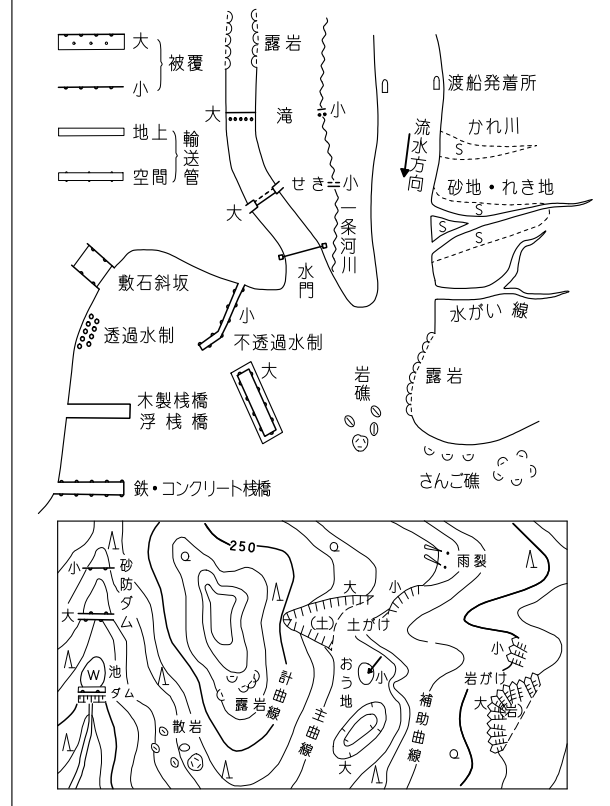 大
小
被覆
地上
空間
輸送管
露岩
大
滝
小
せき
小
大
一条河川
水門
渡船発着所
流水方向
かれ川
S
砂地・れき地
S
S
S
水がい線
敷石斜坂
透過水制
小
不透過水制
大
岩礁
露岩
木製桟橋
浮桟橋
さんご礁
鉄・コンクリート桟橋
250
小
砂防ダム
大
W
池
ダム
露岩
散岩
計曲線
主曲線
大
小
(土)
土がけ
雨裂
おう地
小
大
補助曲線
小
岩がけ
大
(岩)